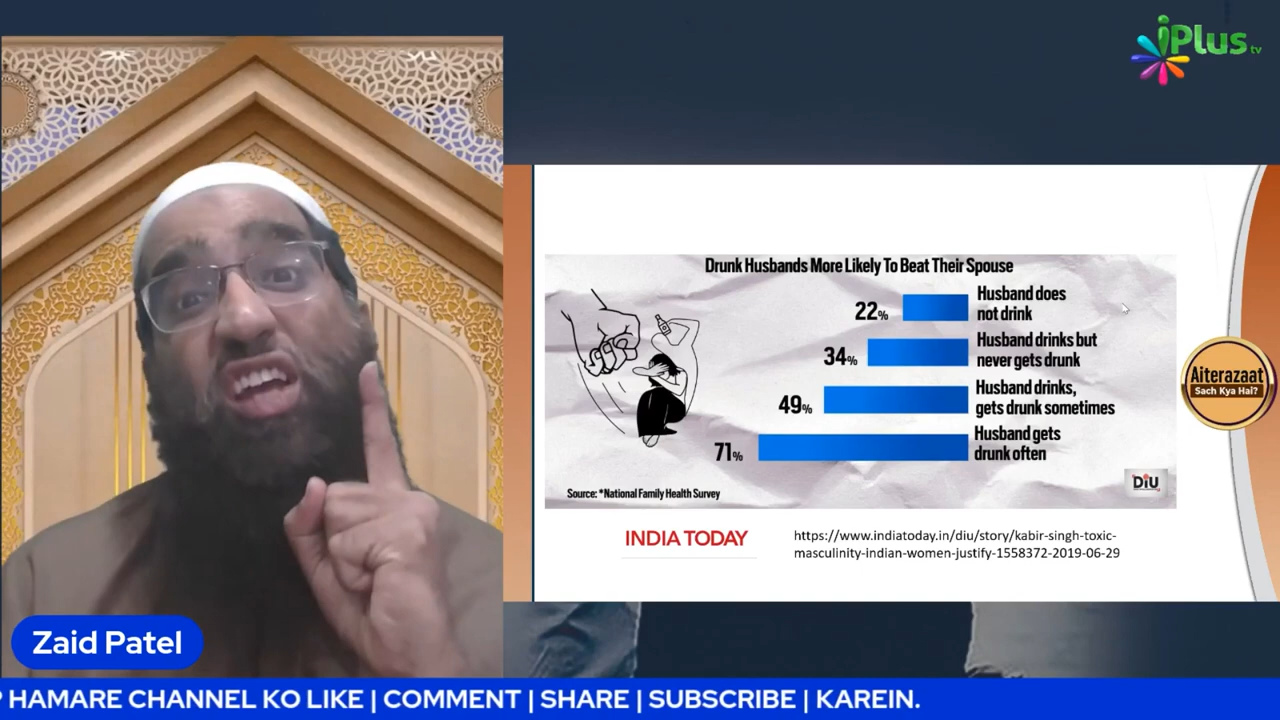 iPlus tv
Drunk Husbands More Likely To Beat Their Spouse
22% Husband does
not drink
34% Husband drinks but
never gets drunk
49% Husband drinks,
gets drunk sometimes
71% Husband gets
drunk often
Source: *National Family Health Survey
DiU
INDIA TODAY
https://www.indiatoday.in/diu/story/kabir-singh-toxic-
masculinity-indian-women-justify-1558372-2019-06-29
Aiterazaat
Sach Kya Hai?
Zaid Patel
HAMARE CHANNEL KO LIKE | COMMENT | SHARE | SUBSCRIBE | KAREIN.